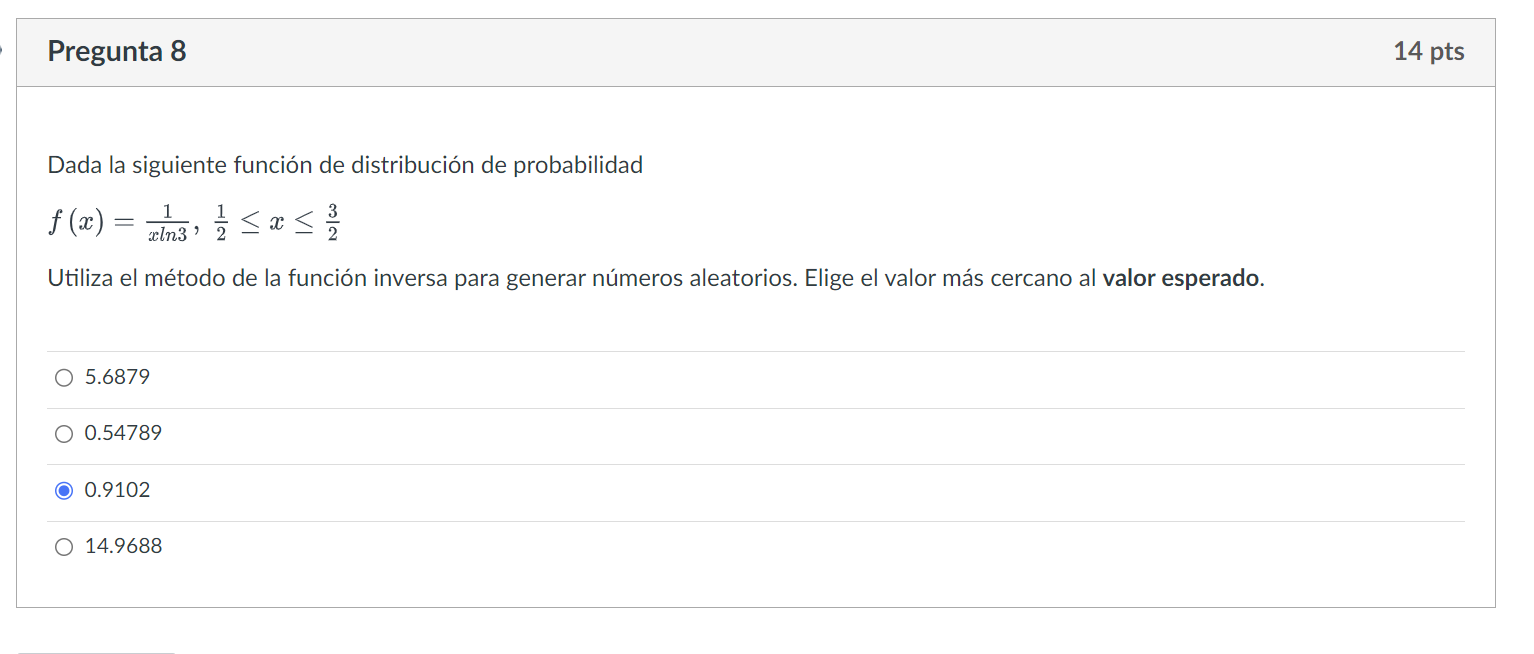 Pregunta 8
14 pts
Dada la siguiente función de distribución de probabilidad
f (x) = 1/xln3, 1/2 ≤ x ≤ 3/2
Utiliza el método de la función inversa para generar números aleatorios. Elige el valor más cercano al valor esperado.
5.6879
0.54789
0.9102
14.9688